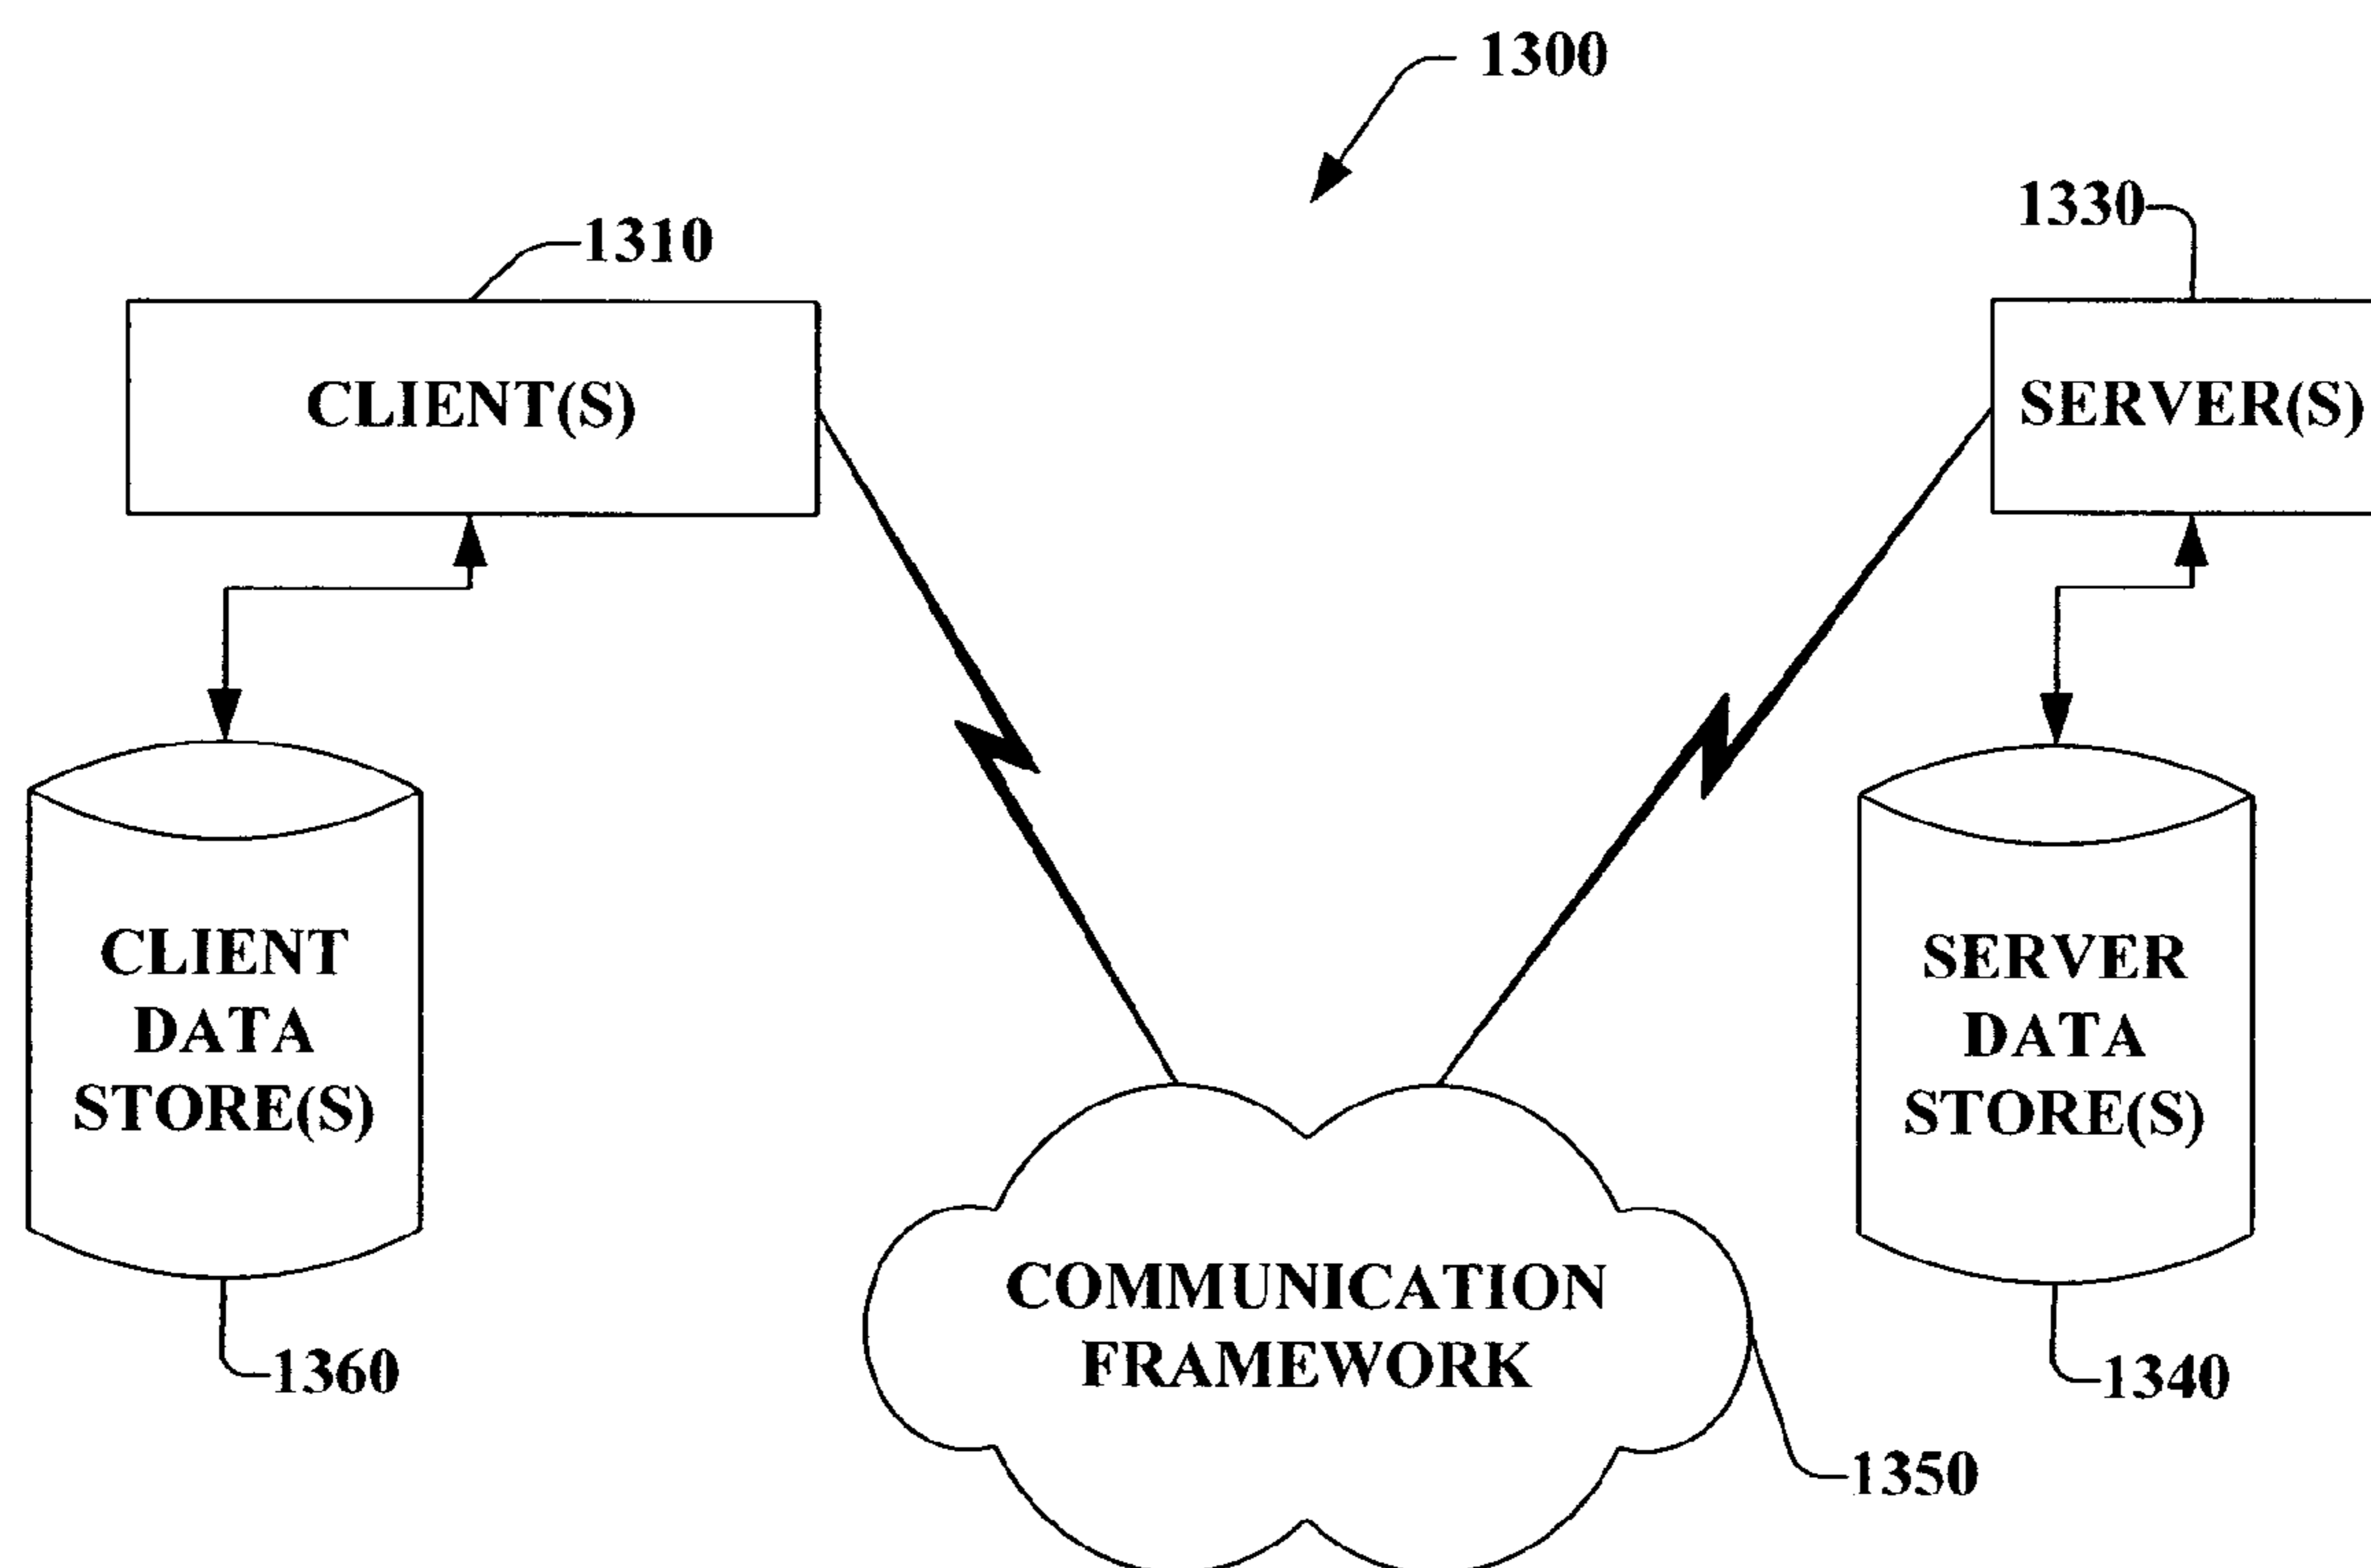 1300
1310
1330
CLIENT(S)
SERVER(S)
CLIENT
DATA
STORE(S)
SERVER
DATA
STORE(S)
COMMUNICATION
FRAMEWORK
1360
1340
1350